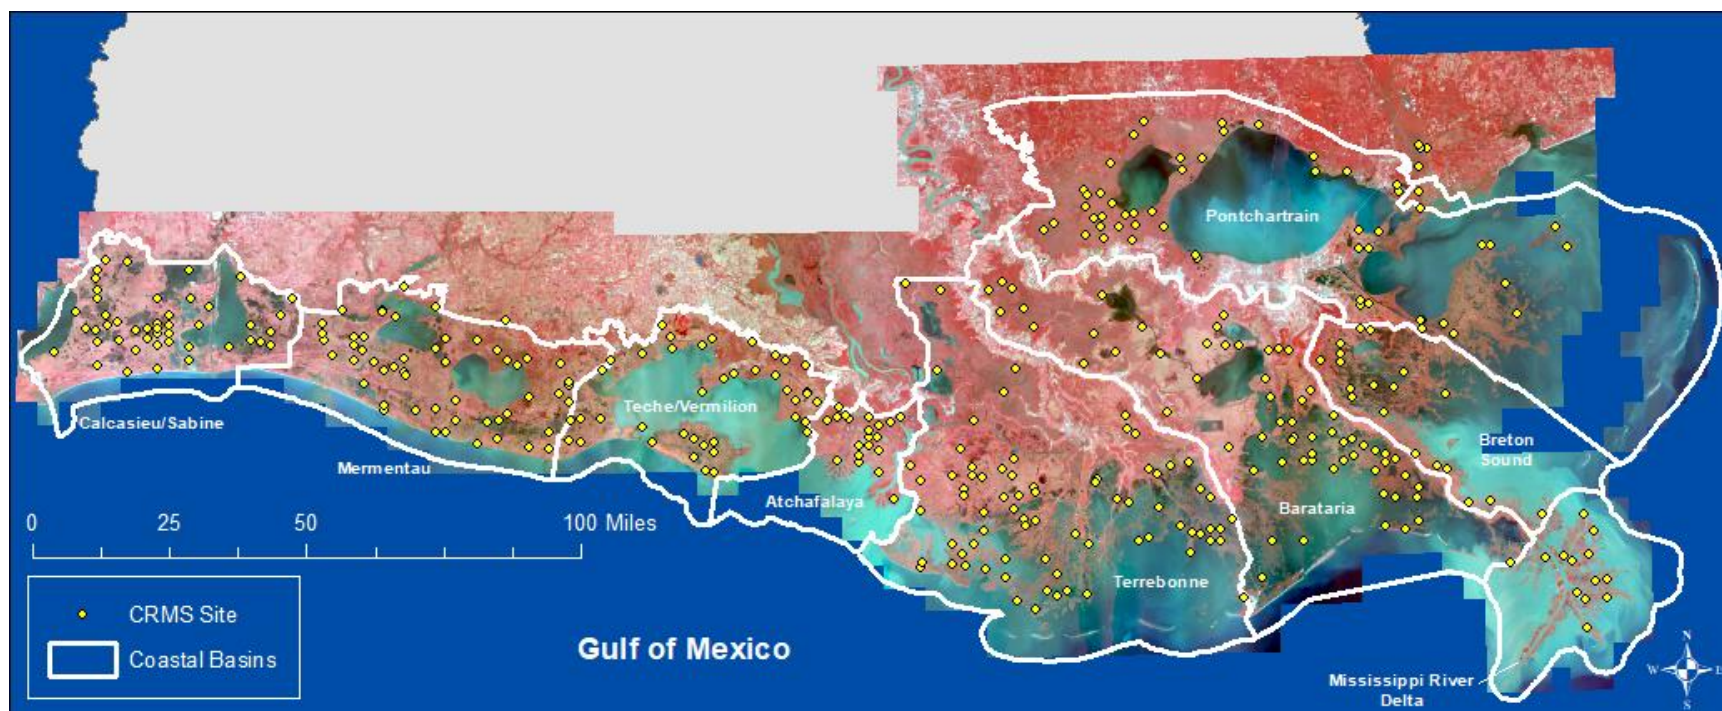 Pontchartrain
Calcasieu/Sabine
Teche/Vermilion
Mermentau
Breton
Sound
Atchafalaya
Barataria
0 25 50 100 Miles
Terrebonne
CRMS Site
Coastal Basins
Gulf of Mexico
Mississippi River
Delta
N
W E
S